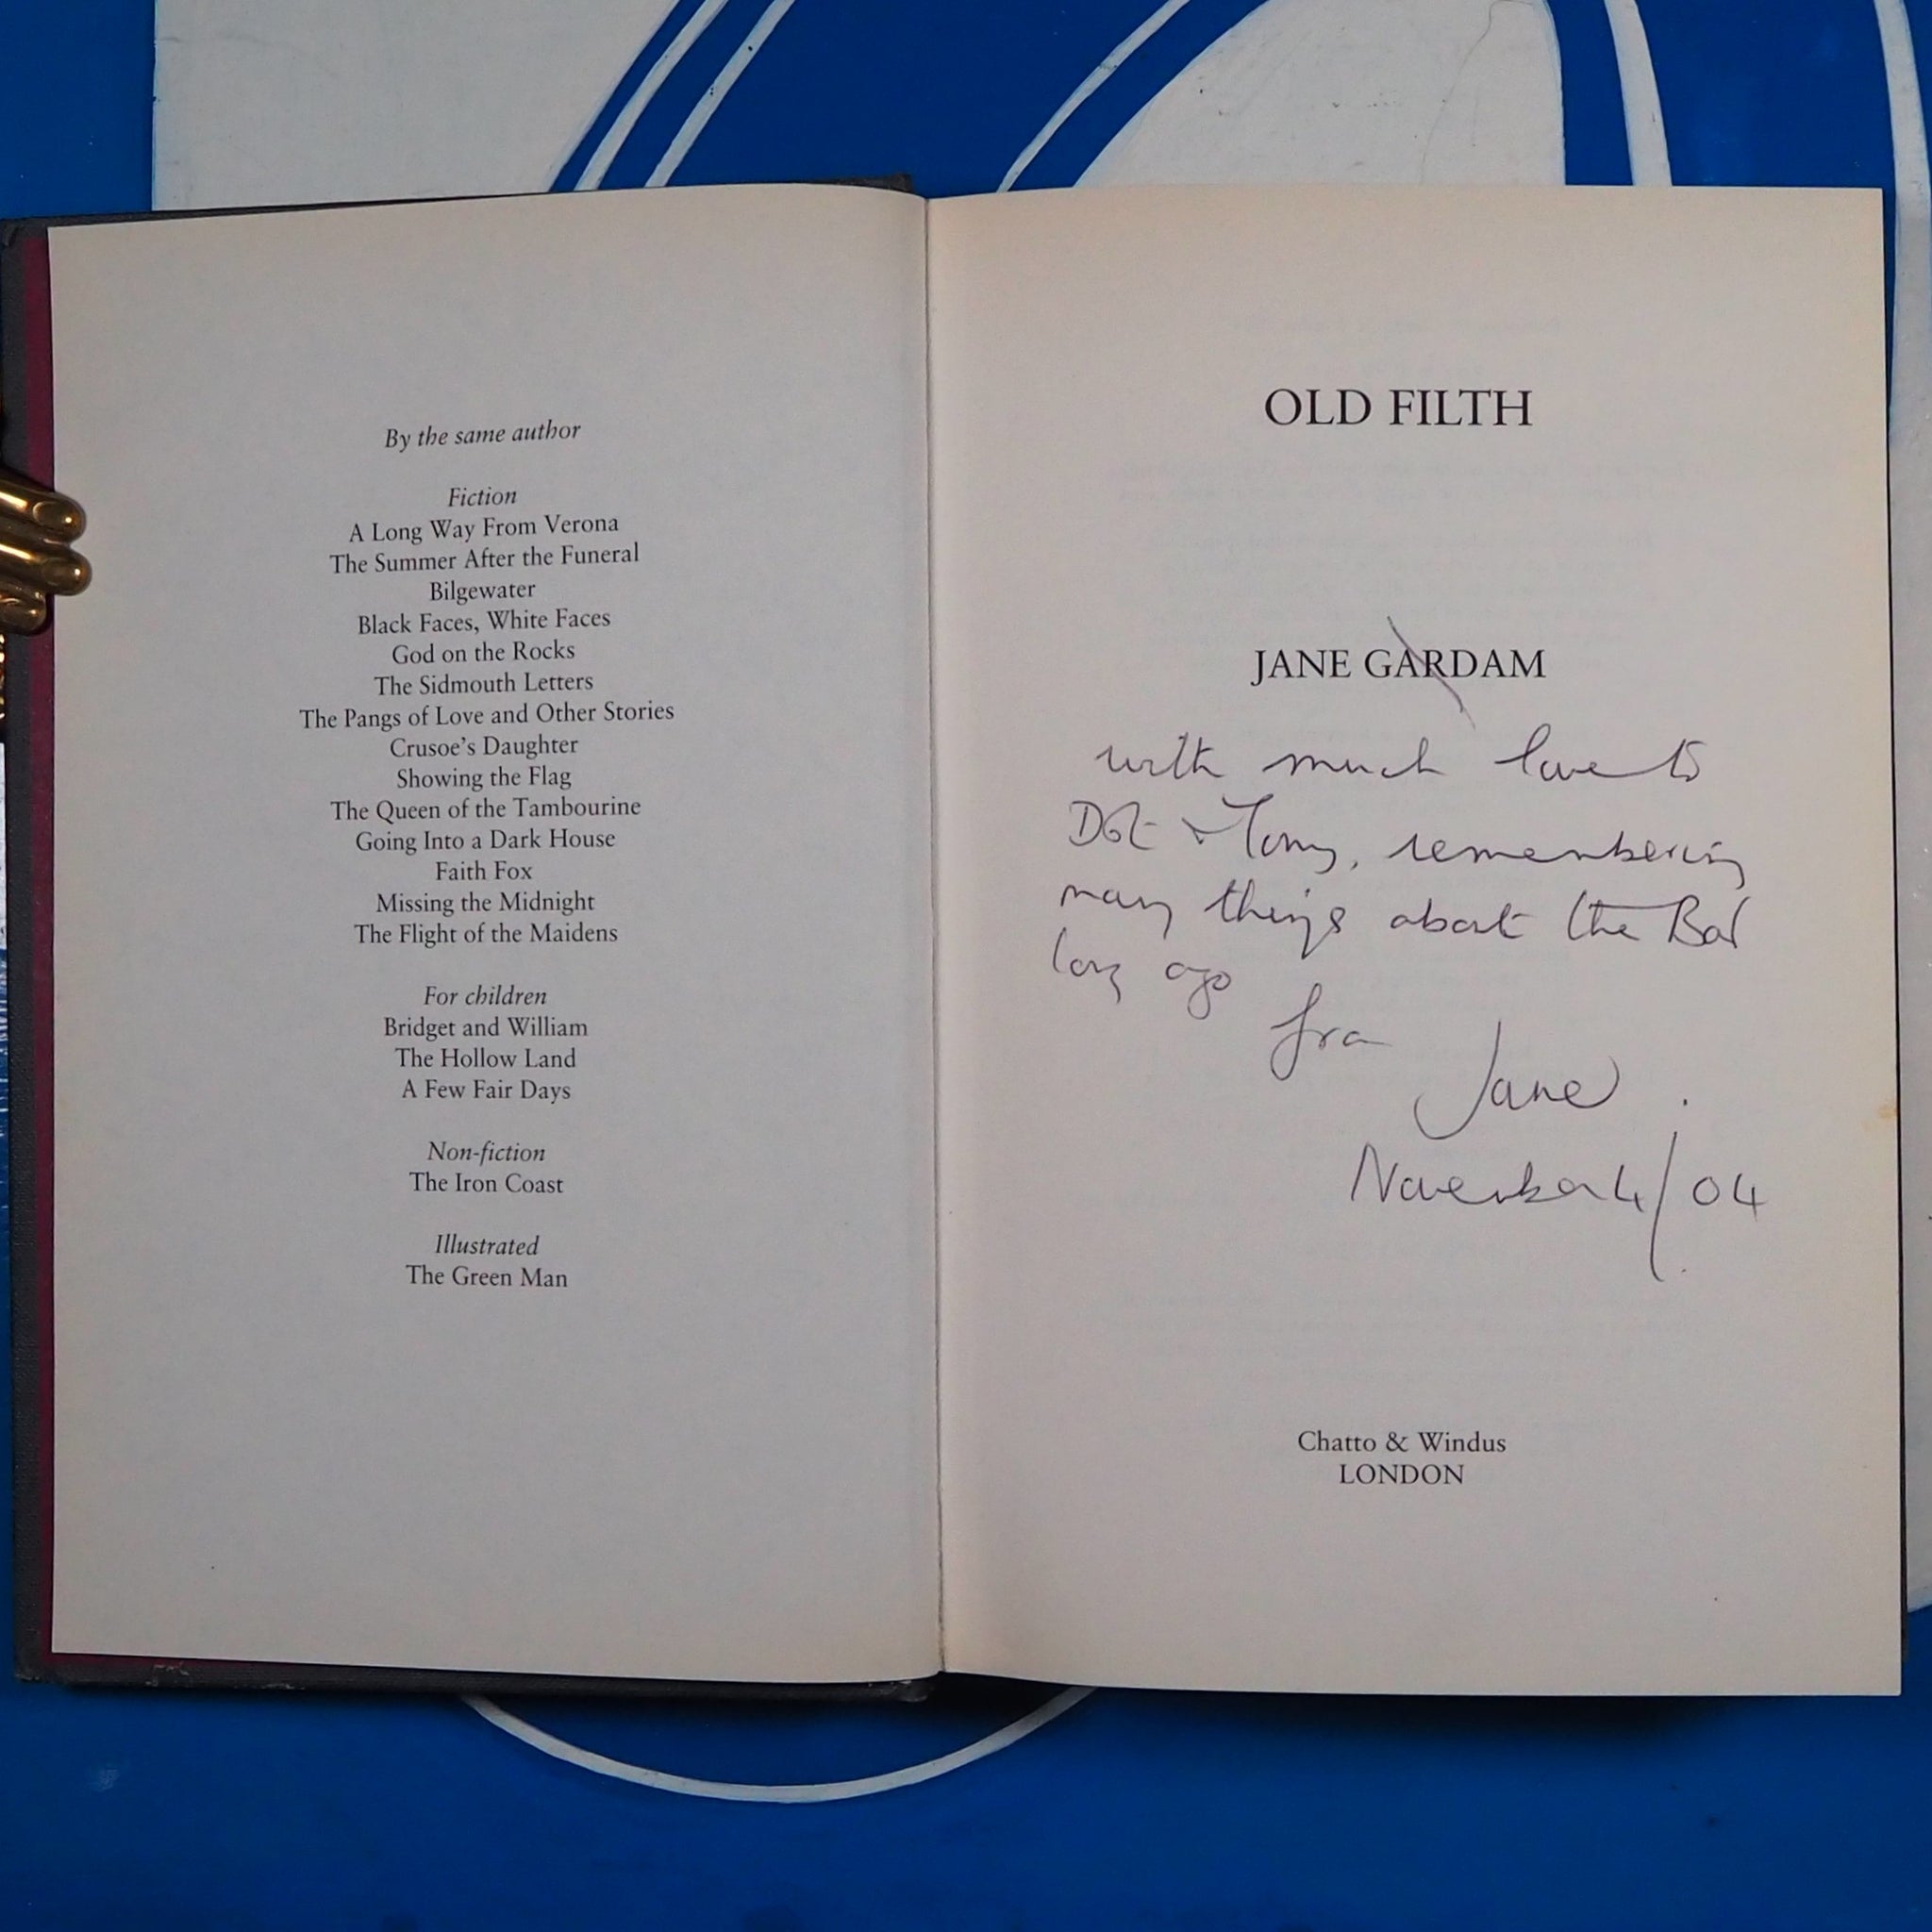 By the same author
Fiction
A Long Way From Verona
The Summer After the Funeral
Bilgewater
Black Faces, White Faces
God on the Rocks
The Sidmouth Letters
The Pangs of Love and Other Stories
Crusoe's Daughter
Showing the Flag
The Queen of the Tambourine
Going Into a Dark House
Faith Fox
Missing the Midnight
The Flight of the Maidens
For children
Bridget and William
The Hollow Land
A Few Fair Days
Non-fiction
The Iron Coast
Illustrated
The Green Man
OLD FILTH
JANE GARDAM
with much love to
Dot & Tony, remembering
many things about the Bar
long ago
from
Jane.
November 4/04
Chatto & Windus
LONDON